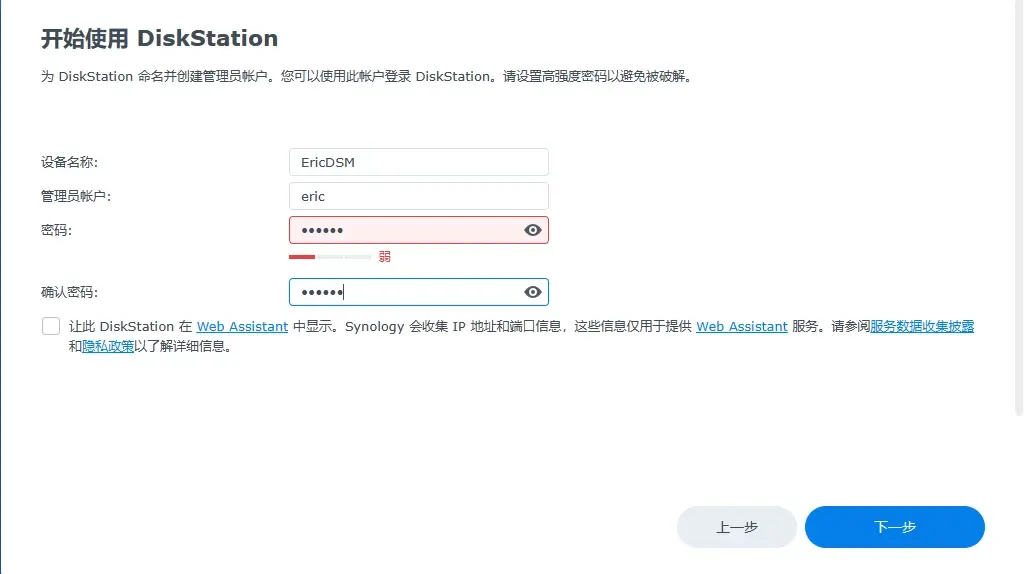 开始使用 DiskStation
为 DiskStation 命名并创建管理员帐户。您可以使用此帐户登录 DiskStation。请设置高强度密码以避免被破解。
设备名称: EricDSM
管理员帐户: eric
密码: ••••••
弱
确认密码: ••••••
让此 DiskStation 在 Web Assistant 中显示。Synology 会收集 IP 地址和端口信息，这些信息仅用于提供 Web Assistant 服务。请参阅服务数据收集披露
和隐私政策以了解详细信息。
上一步 下一步